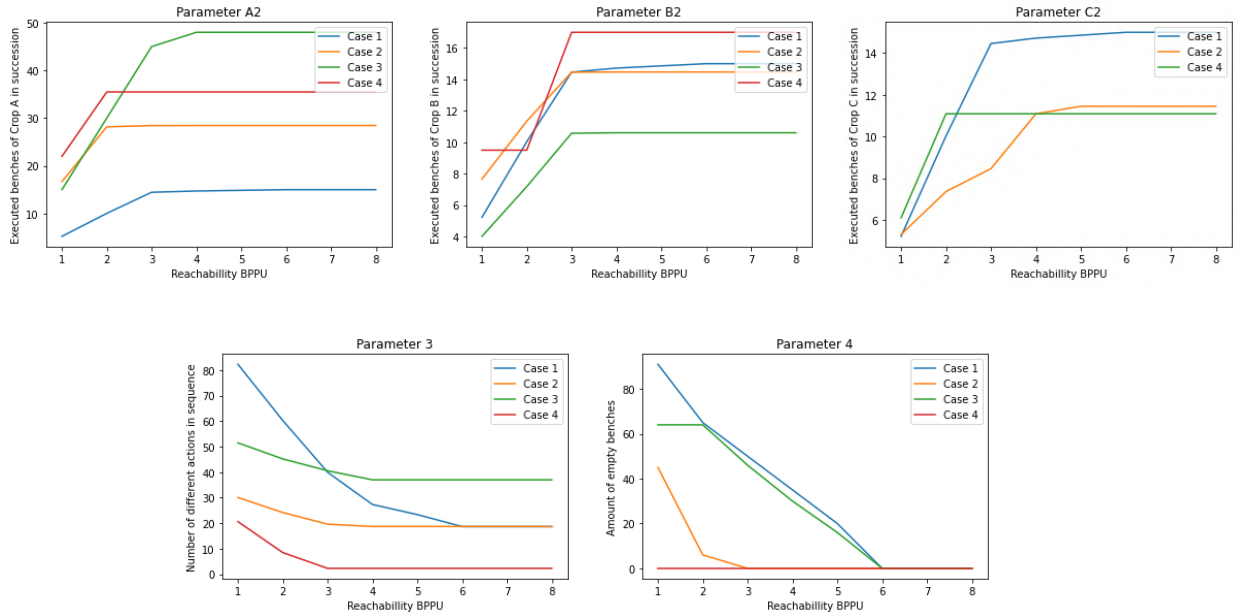 Parameter A2
Executed benches of Crop A in succession
50
40
30
20
10
1 2 3 4 5 6 7 8
Reachabillity BPPU
Case 1
Case 2
Case 3
Case 4
Parameter B2
Executed benches of Crop B in succession
16
14
12
10
8
6
4
1 2 3 4 5 6 7 8
Reachabillity BPPU
Case 1
Case 2
Case 3
Case 4
Parameter C2
Executed benches of Crop C in succession
14
12
10
8
6
1 2 3 4 5 6 7 8
Reachabillity BPPU
Case 1
Case 2
Case 4
Parameter 3
Number of different actions in sequence
80
70
60
50
40
30
20
10
0
1 2 3 4 5 6 7 8
Reachabillity BPPU
Case 1
Case 2
Case 3
Case 4
Parameter 4
Amount of empty benches
80
60
40
20
0
1 2 3 4 5 6 7 8
Reachabillity BPPU
Case 1
Case 2
Case 3
Case 4